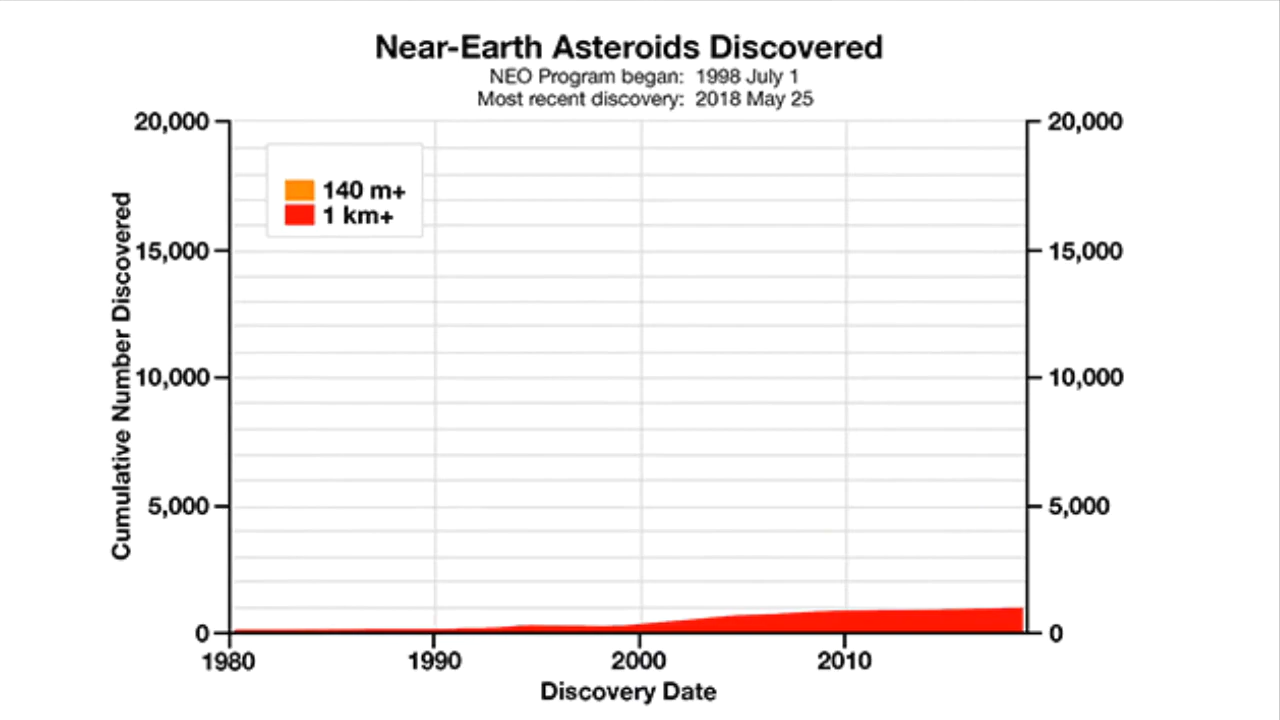 Near-Earth Asteroids Discovered
NEO Program began: 1998 July 1
Most recent discovery: 2018 May 25
20,000
20,000
140 m+
1 km+
15,000
15,000
Cumulative Number Discovered
10,000
10,000
5,000
5,000
0
0
1980
1990
2000
2010
Discovery Date